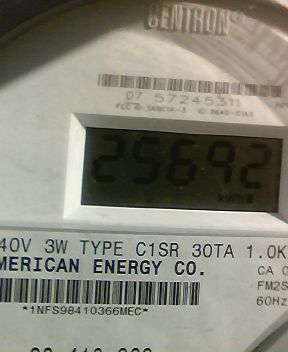 CENTRON
07 57245311
25692
kWh
40V 3W TYPE C1SR 30TA 1.0K
MERICAN ENERGY CO.
CA 0
FM2S
60Hz
*1NFS98410366MEC*